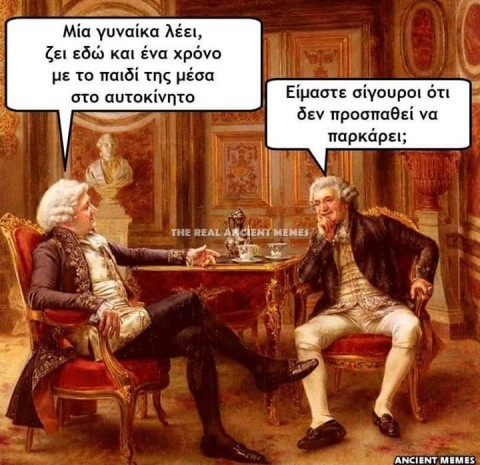 Μία γυναίκα λέει,
ζει εδώ και ένα χρόνο
με το παιδί της μέσα
στο αυτοκίνητο
Είμαστε σίγουροι ότι
δεν προσπαθεί να
παρκάρει;
THE REAL ANCIENT MEMES
ANCIENT MEMES